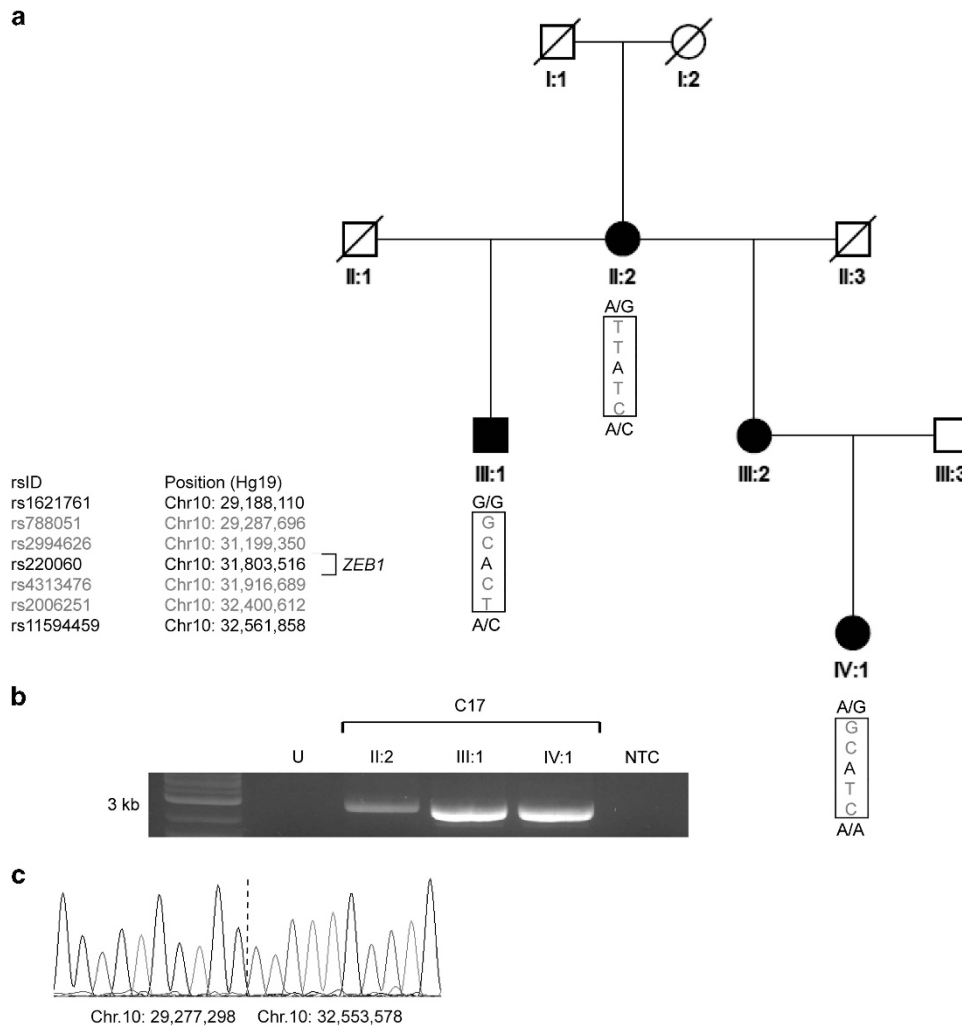 a
I:1
I:2
II:1
II:2
II:3
A/G
T
T
A
T
C
A/C
III:1
III:2
III:3
G/G
G
C
A
C
T
A/C
rsID Position (Hg19)
rs1621761 Chr10: 29,188,110
rs788051 Chr10: 29,287,696
rs2994626 Chr10: 31,199,350
rs220060 Chr10: 31,803,516 ZEB1
rs4313476 Chr10: 31,916,689
rs2006251 Chr10: 32,400,612
rs11594459 Chr10: 32,561,858
IV:1
A/G
G
C
A
T
C
A/A
b
C17
U II:2 III:1 IV:1 NTC
3 kb
c
Chr.10: 29,277,298 Chr.10: 32,553,578